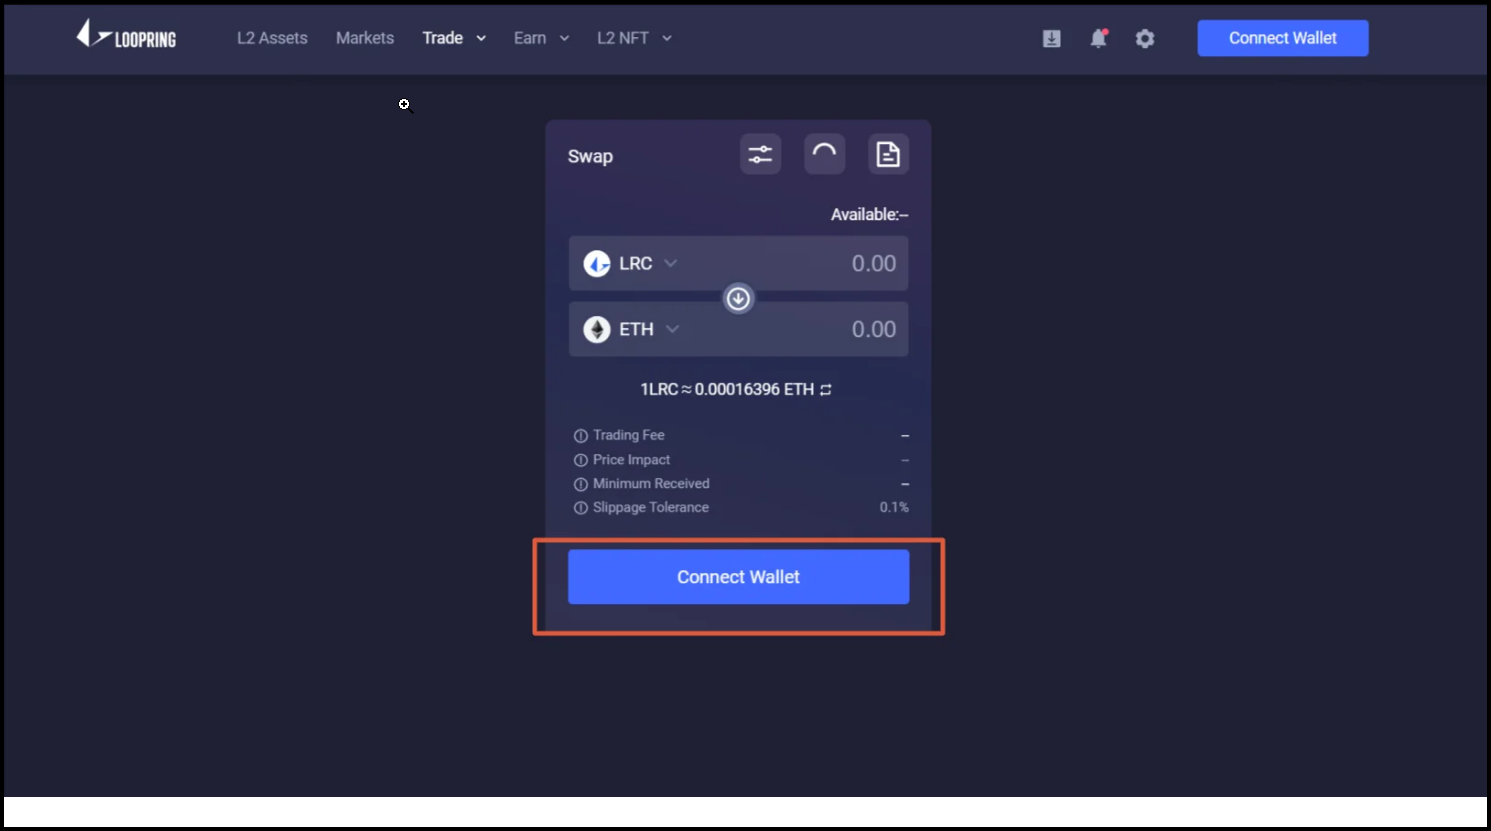 LOOPRING L2 Assets Markets Trade Earn L2 NFT Connect Wallet
Swap
Available:--
LRC 0.00
ETH 0.00
1LRC ≈ 0.00016396 ETH
Trading Fee --
Price Impact --
Minimum Received --
Slippage Tolerance 0.1%
Connect Wallet